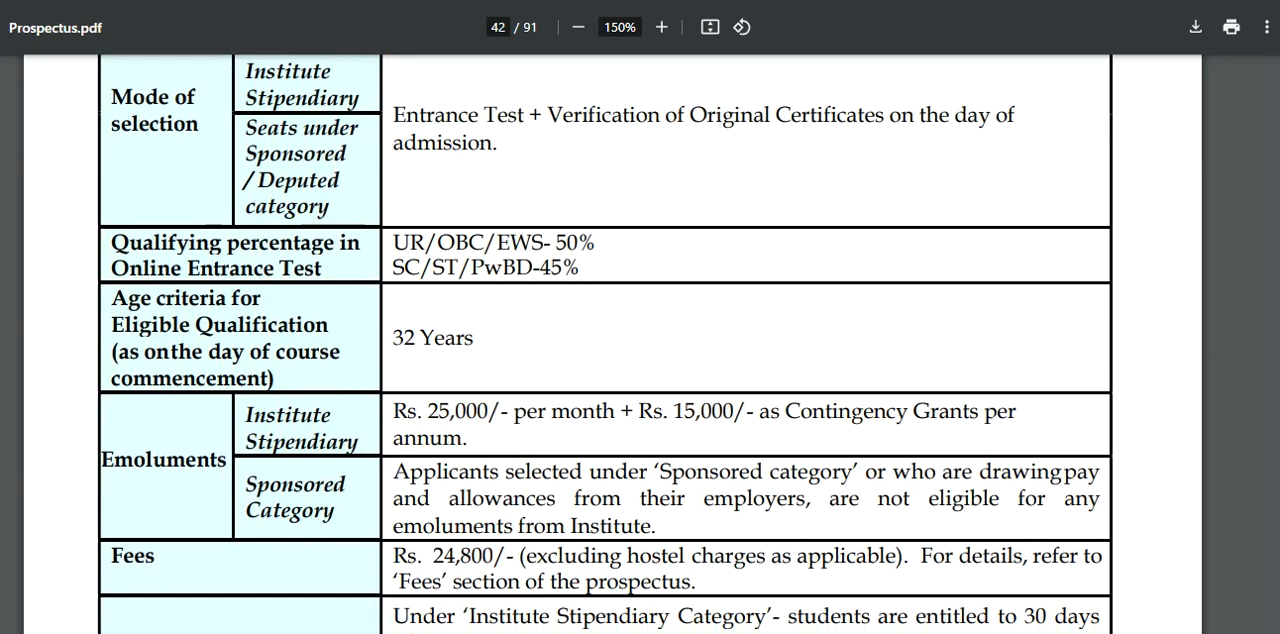 Prospectus.pdf
42 / 91
150%
Mode of
selection
Institute
Stipendiary
Seats under
Sponsored
/ Deputed
category
Entrance Test + Verification of Original Certificates on the day of
admission.
Qualifying percentage in
Online Entrance Test
UR/OBC/EWS- 50%
SC/ST/PwBD-45%
Age criteria for
Eligible Qualification
(as onthe day of course
commencement)
32 Years
Emoluments
Institute
Stipendiary
Rs. 25,000/- per month + Rs. 15,000/- as Contingency Grants per
annum.
Sponsored
Category
Applicants selected under ‘Sponsored category’ or who are drawingpay
and allowances from their employers, are not eligible for any
emoluments from Institute.
Fees
Rs. 24,800/- (excluding hostel charges as applicable). For details, refer to
‘Fees’ section of the prospectus.
Under ‘Institute Stipendiary Category’- students are entitled to 30 days